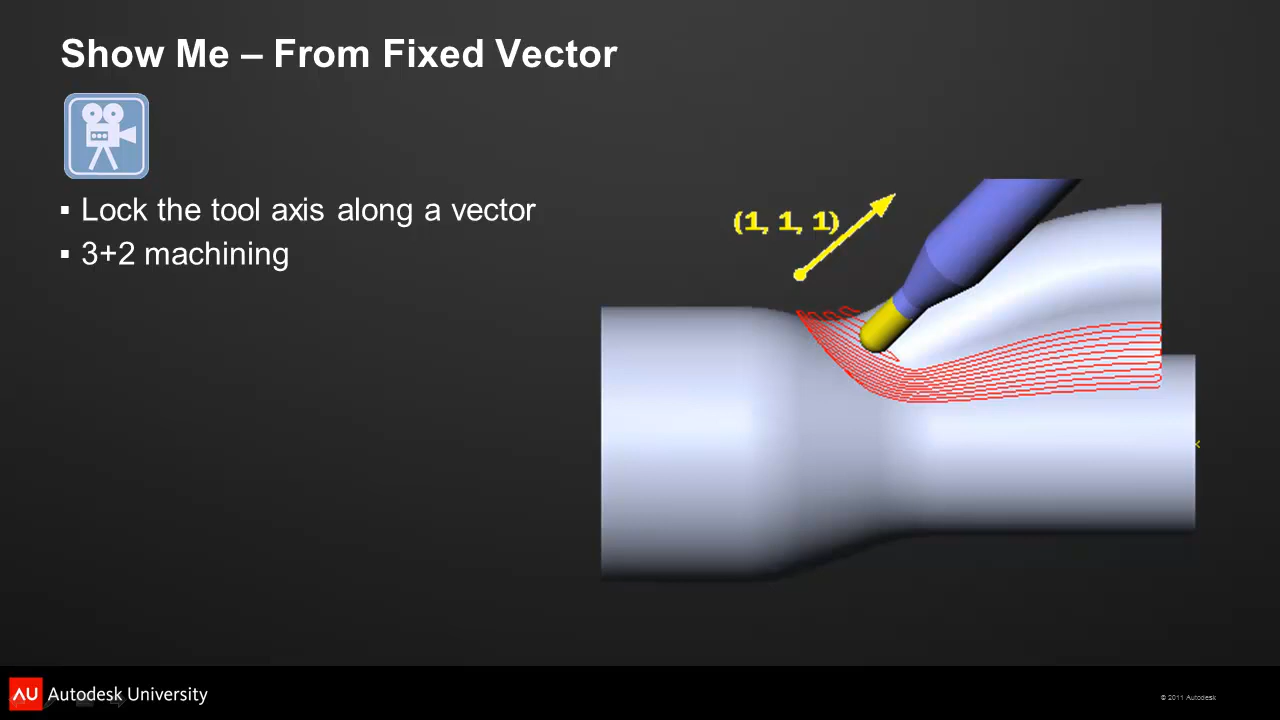 Show Me – From Fixed Vector
▪ Lock the tool axis along a vector
▪ 3+2 machining
(1, 1, 1)
AU Autodesk University
© 2011 Autodesk